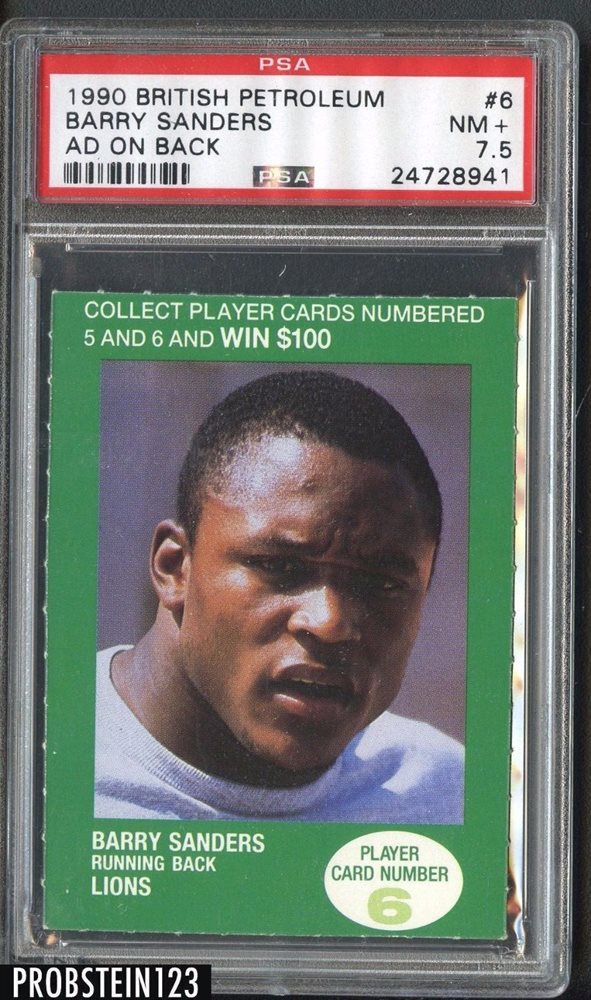 PSA
1990 BRITISH PETROLEUM #6
BARRY SANDERS NM+
AD ON BACK 7.5
PSA 24728941
COLLECT PLAYER CARDS NUMBERED
5 AND 6 AND WIN $100
BARRY SANDERS
RUNNING BACK
LIONS
PLAYER
CARD NUMBER
6
PROBSTEIN123